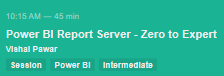 10:15 AM — 45 min
Power BI Report Server - Zero to Expert
Vishal Pawar
Session Power BI Intermediate